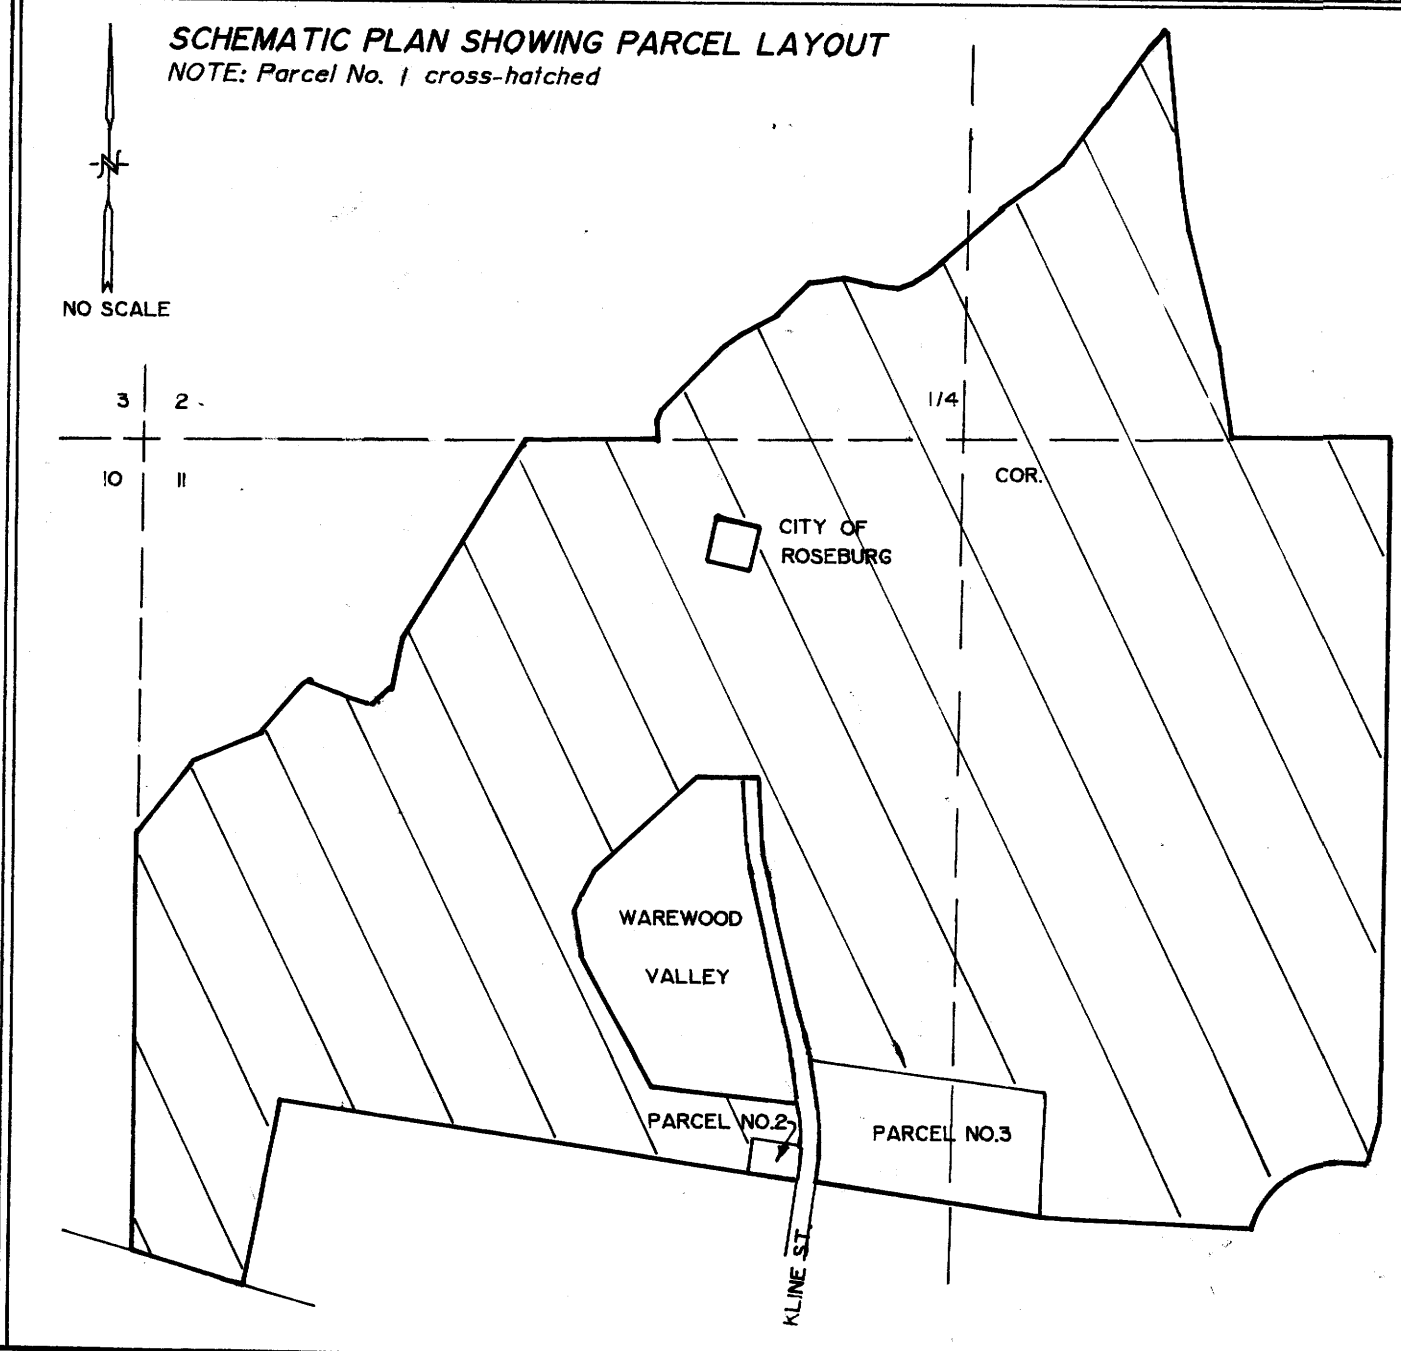 SCHEMATIC PLAN SHOWING PARCEL LAYOUT
NOTE: Parcel No. 1 cross-hatched
N
NO SCALE
3 2
1/4
10 11
COR.
CITY OF
ROSEBURG
WAREWOOD
VALLEY
PARCEL NO.2
PARCEL NO.3
KLINE ST.